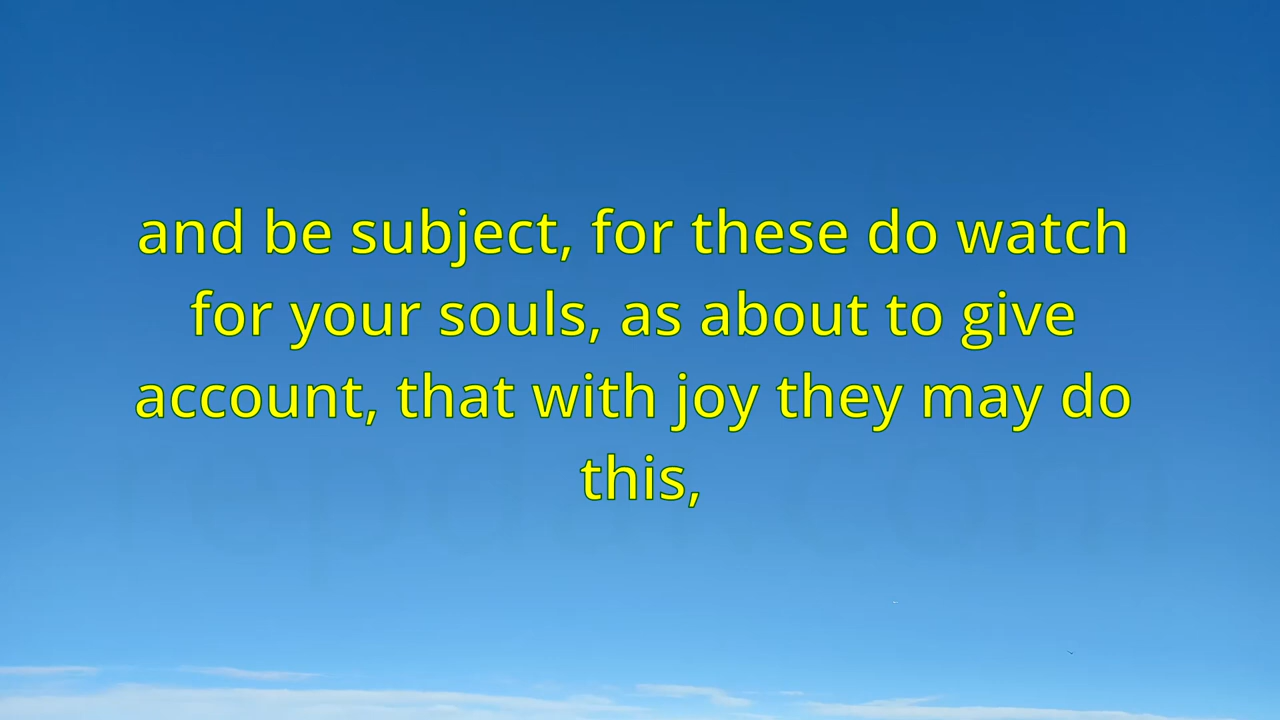 and be subject, for these do watch
for your souls, as about to give
account, that with joy they may do
this,